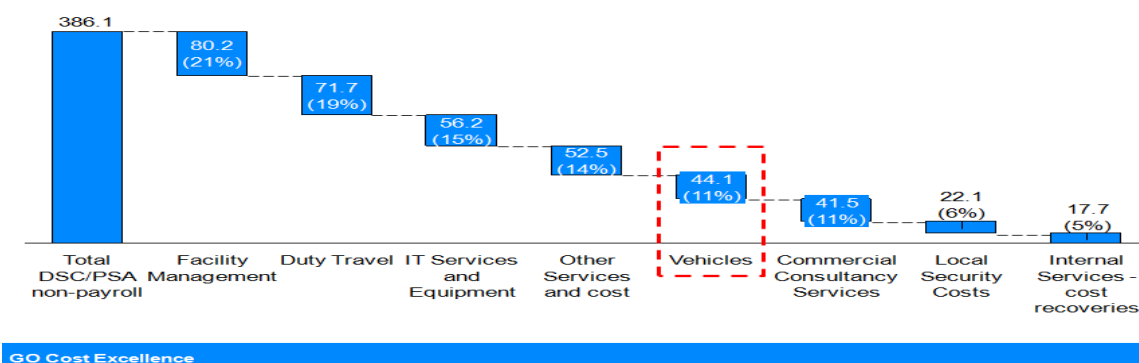 386.1
80.2
(21%)
71.7
(19%)
56.2
(15%)
52.5
(14%)
44.1
(11%)
41.5
(11%)
22.1
(6%)
17.7
(5%)
Total
DSC/PSA
non-payroll
Facility
Management
Duty Travel
IT Services
and
Equipment
Other
Services
and cost
Vehicles
Commercial
Consultancy
Services
Local
Security
Costs
Internal
Services -
cost
recoveries
GO Cost Excellence